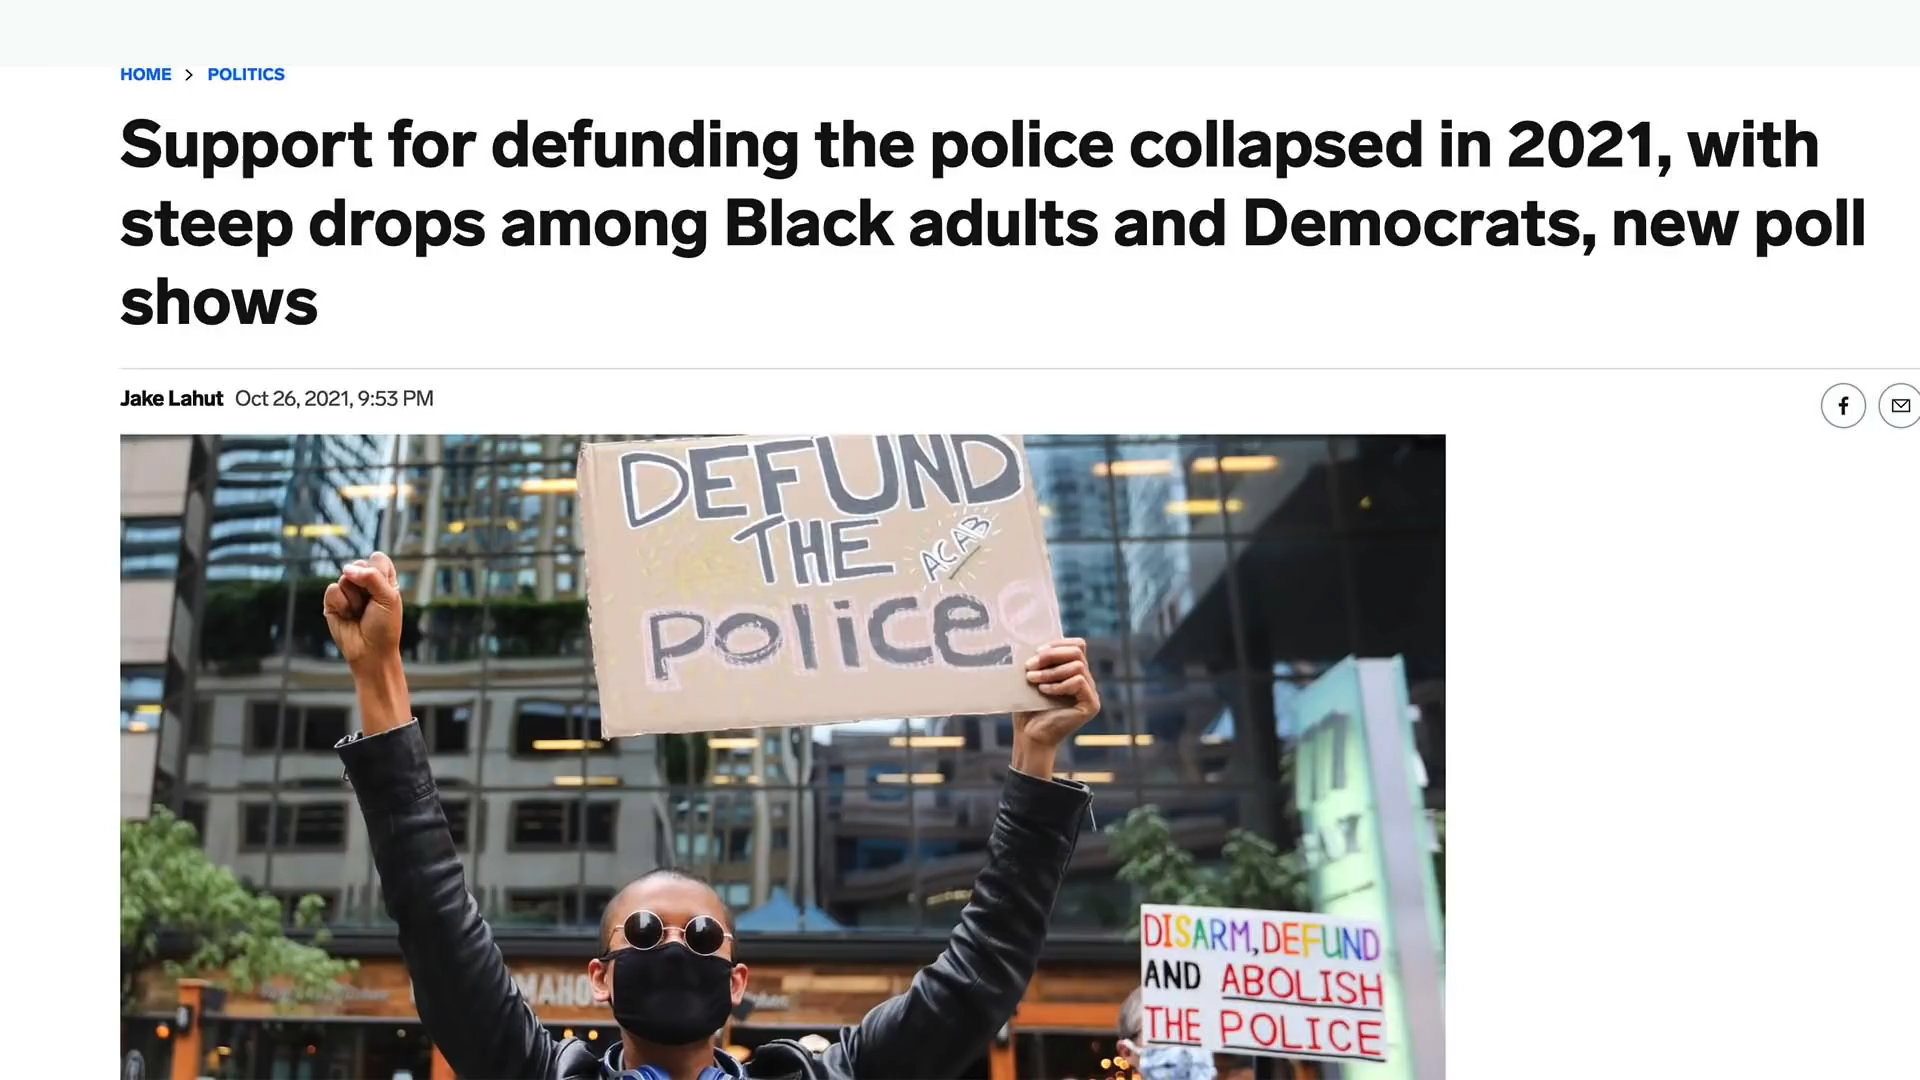 HOME > POLITICS
Support for defunding the police collapsed in 2021, with
steep drops among Black adults and Democrats, new poll
shows
Jake Lahut Oct 26, 2021, 9:53 PM
DEFUND
THE
ACAB
POLICE
DISARM, DEFUND
AND ABOLISH
THE POLICE